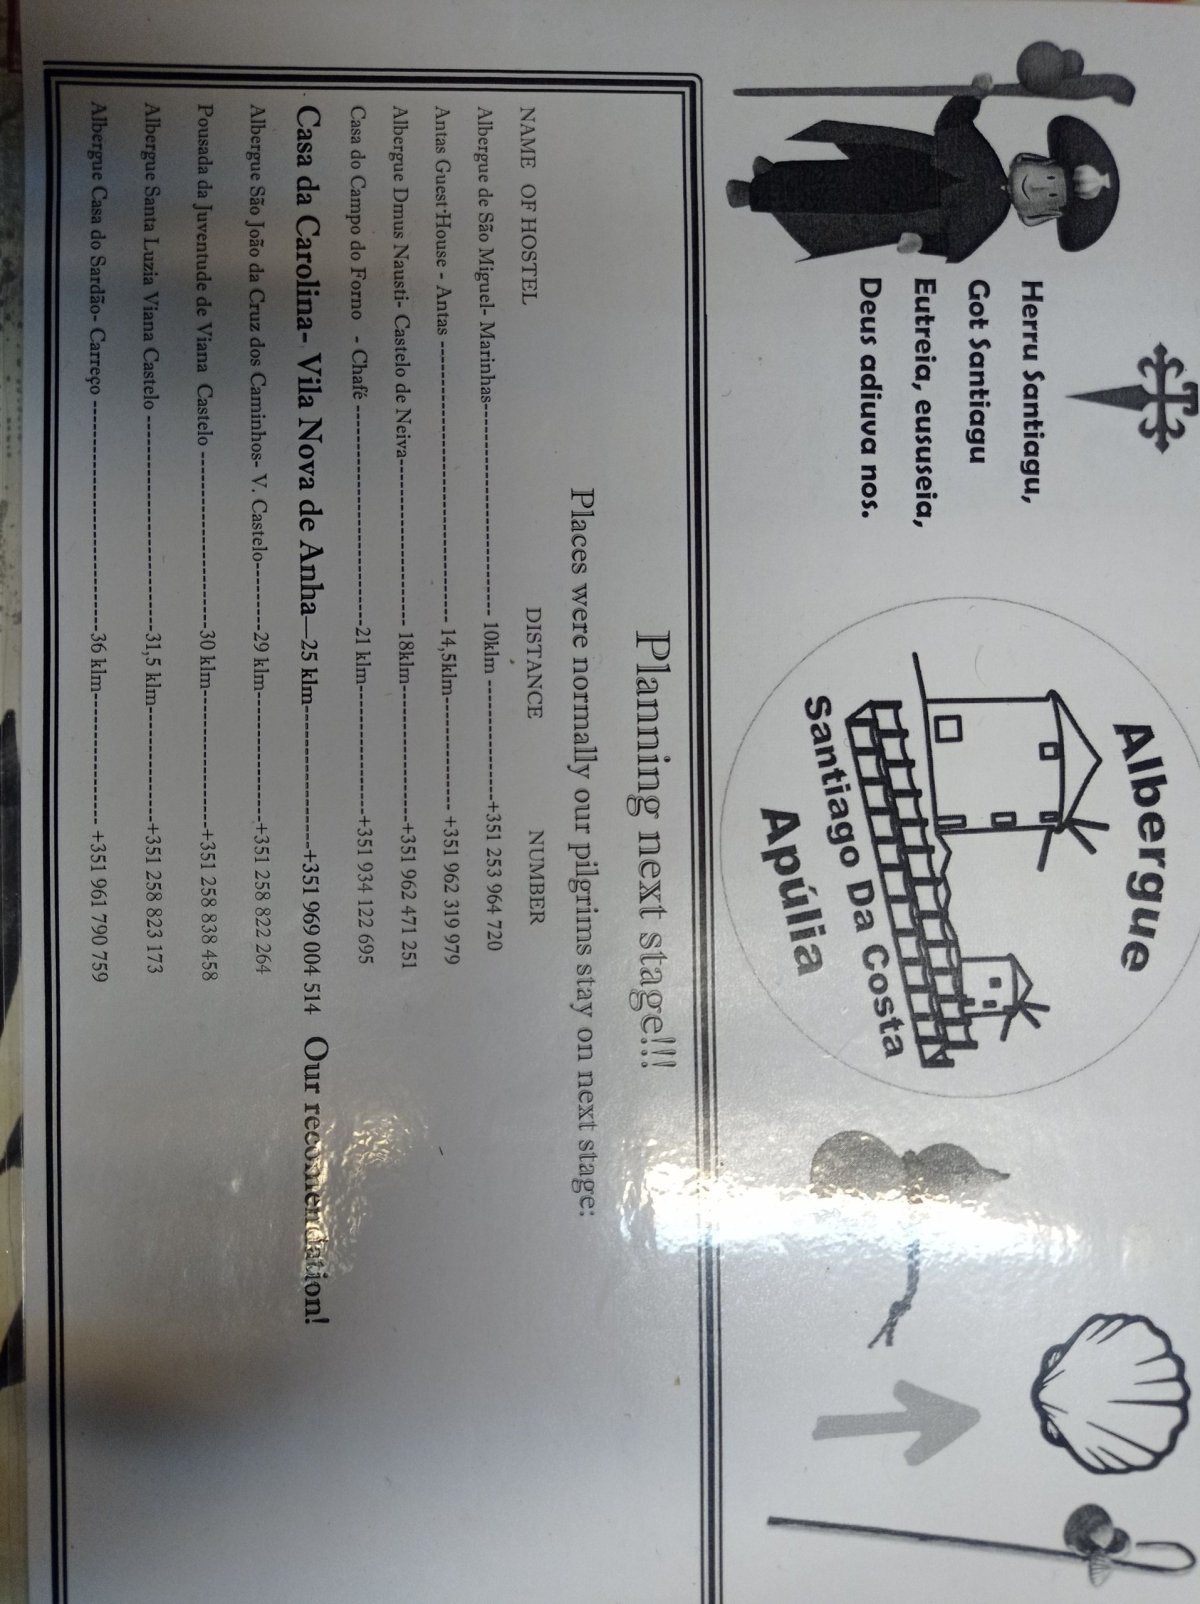 Herru Santiagu,
Got Santiagu
Eutreia, eususeia,
Deus adiuva nos.
Albergue
Santiago Da Costa
Apúlia
Planning next stage!!!
Places were normally our pilgrims stay on next stage:
NAME OF HOSTEL DISTANCE NUMBER
Albergue de São Miguel- Marinhas------------------------------ 10klm -----------------+351 253 964 720
Antas Guest House - Antas ---------------------------------------- 14,5klm---------------- +351 962 319 979
Albergue Dmus Nausti- Castelo de Neiva------------------------ 18klm-------------------+351 962 471 251
Casa do Campo do Forno - Chafé --------------------------------21 klm-------------------+351 934 122 695
Casa da Carolina- Vila Nova de Anha—25 klm--------------------+351 969 004 514 Our recomendation!
Albergue São João da Cruz dos Caminhos- V. Castelo----------29 klm-------------------+351 258 822 264
Pousada da Juventude de Viana Castelo -------------------------30 klm--------------------+351 258 838 458
Albergue Santa Luzia Viana Castelo ------------------------------31,5 klm-----------------+351 258 823 173
Albergue Casa do Sardão- Carreço ---------------------------------36 klm------------------- +351 961 790 759